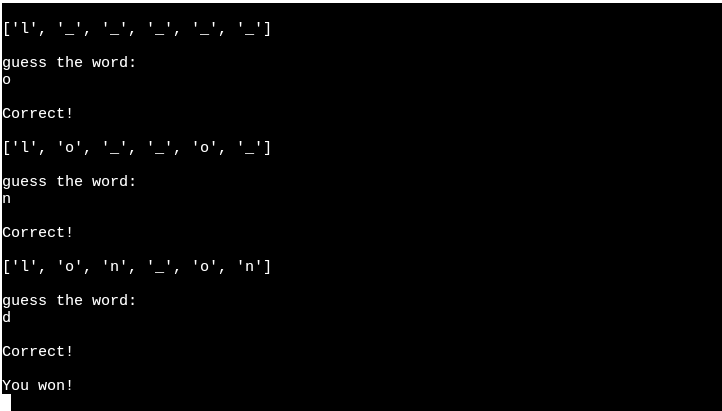 ['l', '_', '_', '_', '_', '_']
guess the word:
o
Correct!
['l', 'o', '_', '_', 'o', '_']
guess the word:
n
Correct!
['l', 'o', 'n', '_', 'o', 'n']
guess the word:
d
Correct!
You won!